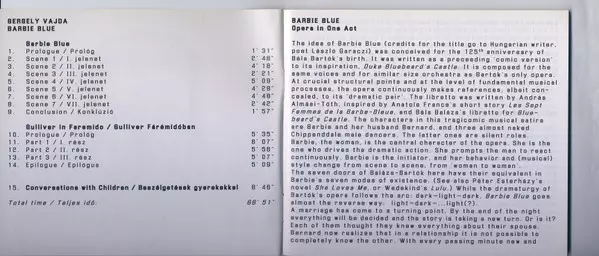 GERGELY VAJDA
BARBIE BLUE
Barbie Blue
1. Prologue / Prológ 1' 31"
2. Scene 1 / I. jelenet 2' 48"
3. Scene 2 / II. jelenet 4' 18"
4. Scene 3 / III. jelenet 2' 21"
5. Scene 4 / IV. jelenet 5' 09"
6. Scene 5 / V. jelenet 4' 28"
7. Scene 6 / VI. jelenet 4' 40"
8. Scene 7 / VII. jelenet 2' 42"
9. Conclusion / Konklúzió 1' 57"
Gulliver in Faremido / Gulliver Férémidóban
10. Prologue / Prológ 5' 35"
11. Part 1 / I. rész 5' 07"
12. Part 2 / II. rész 5' 56"
13. Part 3 / III. rész 5' 07"
14. Epilogue / Epilóg 5' 09"
15. Conversations with Children / Beszélgetések gyerekekkel 8' 46"
Total time / Teljes idő: 66' 51"
BARBIE BLUE
Opera in One Act
The idea of Barbie Blue (credits for the title go to Hungarian writer,
poet László Garaczi) was conceived for the 125th anniversary of
Béla Bartók's birth. It was written as a preceding 'comic version'
to its inspiration, Duke Bluebeard's Castle. It is composed for the
same voices and for similar size orchestra as Bartók's only opera.
At crucial structural points and at the level of fundamental musical
processes, the opera continually makes references, albeit con-
cealed, to its 'dramatic pair'. The libretto was written by András
Almási-Tóth, inspired by Anatole France's short story Les Sept
Femmes de la Barbe-Bleue, and Béla Balázs's libretto for Blue-
beard's Castle. The characters in this tragicomic musical satire
are Barbie and her husband Bernard, and three almost naked
Chippendale male dancers. The letter ones are silent roles.
Barbie, the woman, is the central character of the opera. She is the
one who drives the dramatic action. She prompts the man to react
continuously. Barbie is the initiator, and her behavior and (musical)
style change from scene to scene, from 'woman to woman'.
The seven doors of Balázs-Bartók here have their equivalent in
Barbie's seven modes of existence. (See also Péter Esterházy's
novel She Loves Me, or Wedekind's Lulu.) While the dramaturgy of
Bartók's opera follows the arc: dark-light-dark, Barbie Blue goes
almost the reverse way: light-dark-...light(?).
A marriage has come to a turning point. By the end of the night
everything will be decided and the story is taking a new turn. Or is it?
Each of them thought they knew everything about their spouse.
Bernard now realizes that in a relationship it is not possible to
completely know the other. With every passing minute new and